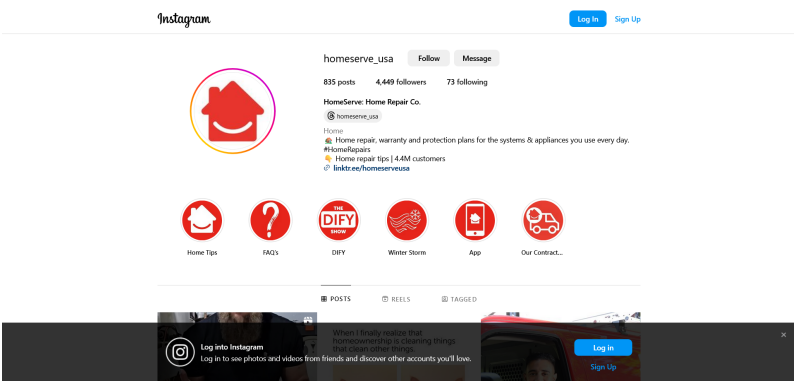 Instagram
Log In
Sign Up
homeserve_usa
Follow
Message
835 posts
4,449 followers
73 following
HomeServe: Home Repair Co.
homeserve_usa
Home
Home repair, warranty and protection plans for the systems & appliances you use every day.
#HomeRepairs
Home repair tips | 4.4M customers
linktr.ee/homeserveusa
THE
DIFY
SHOW
Home Tips
FAQ's
DIFY
Winter Storm
App
Our Contract...
POSTS
REELS
TAGGED
When I finally realize that
homeownership is cleaning things
that clean other things.
Log into Instagram
Log in to see photos and videos from friends and discover other accounts you'll love.
Log in
Sign Up